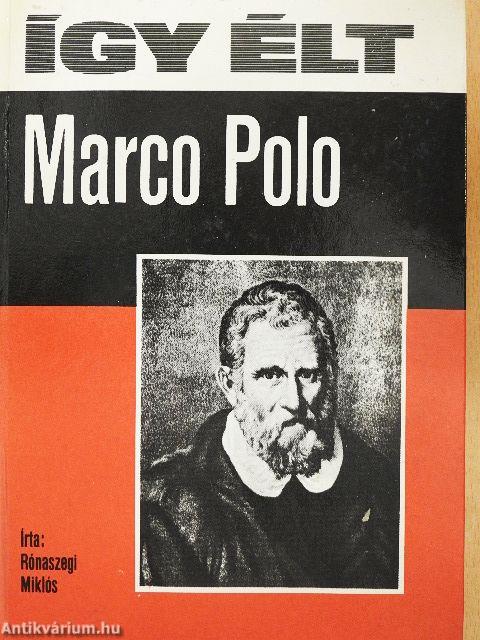 ÍGY ÉLT
Marco Polo
Írta:
Rónaszegi
Miklós
Antikvárium.hu